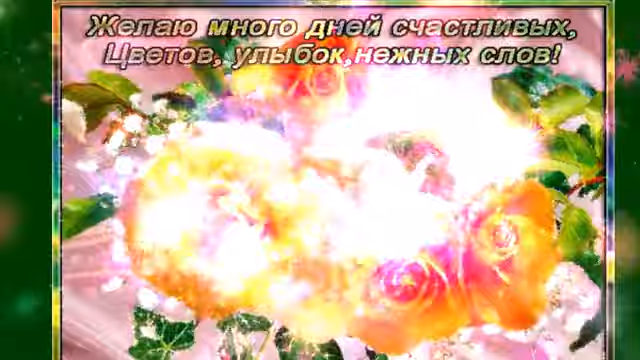 Желаю много дней счастливых,
Цветов, улыбок,нежных слов!